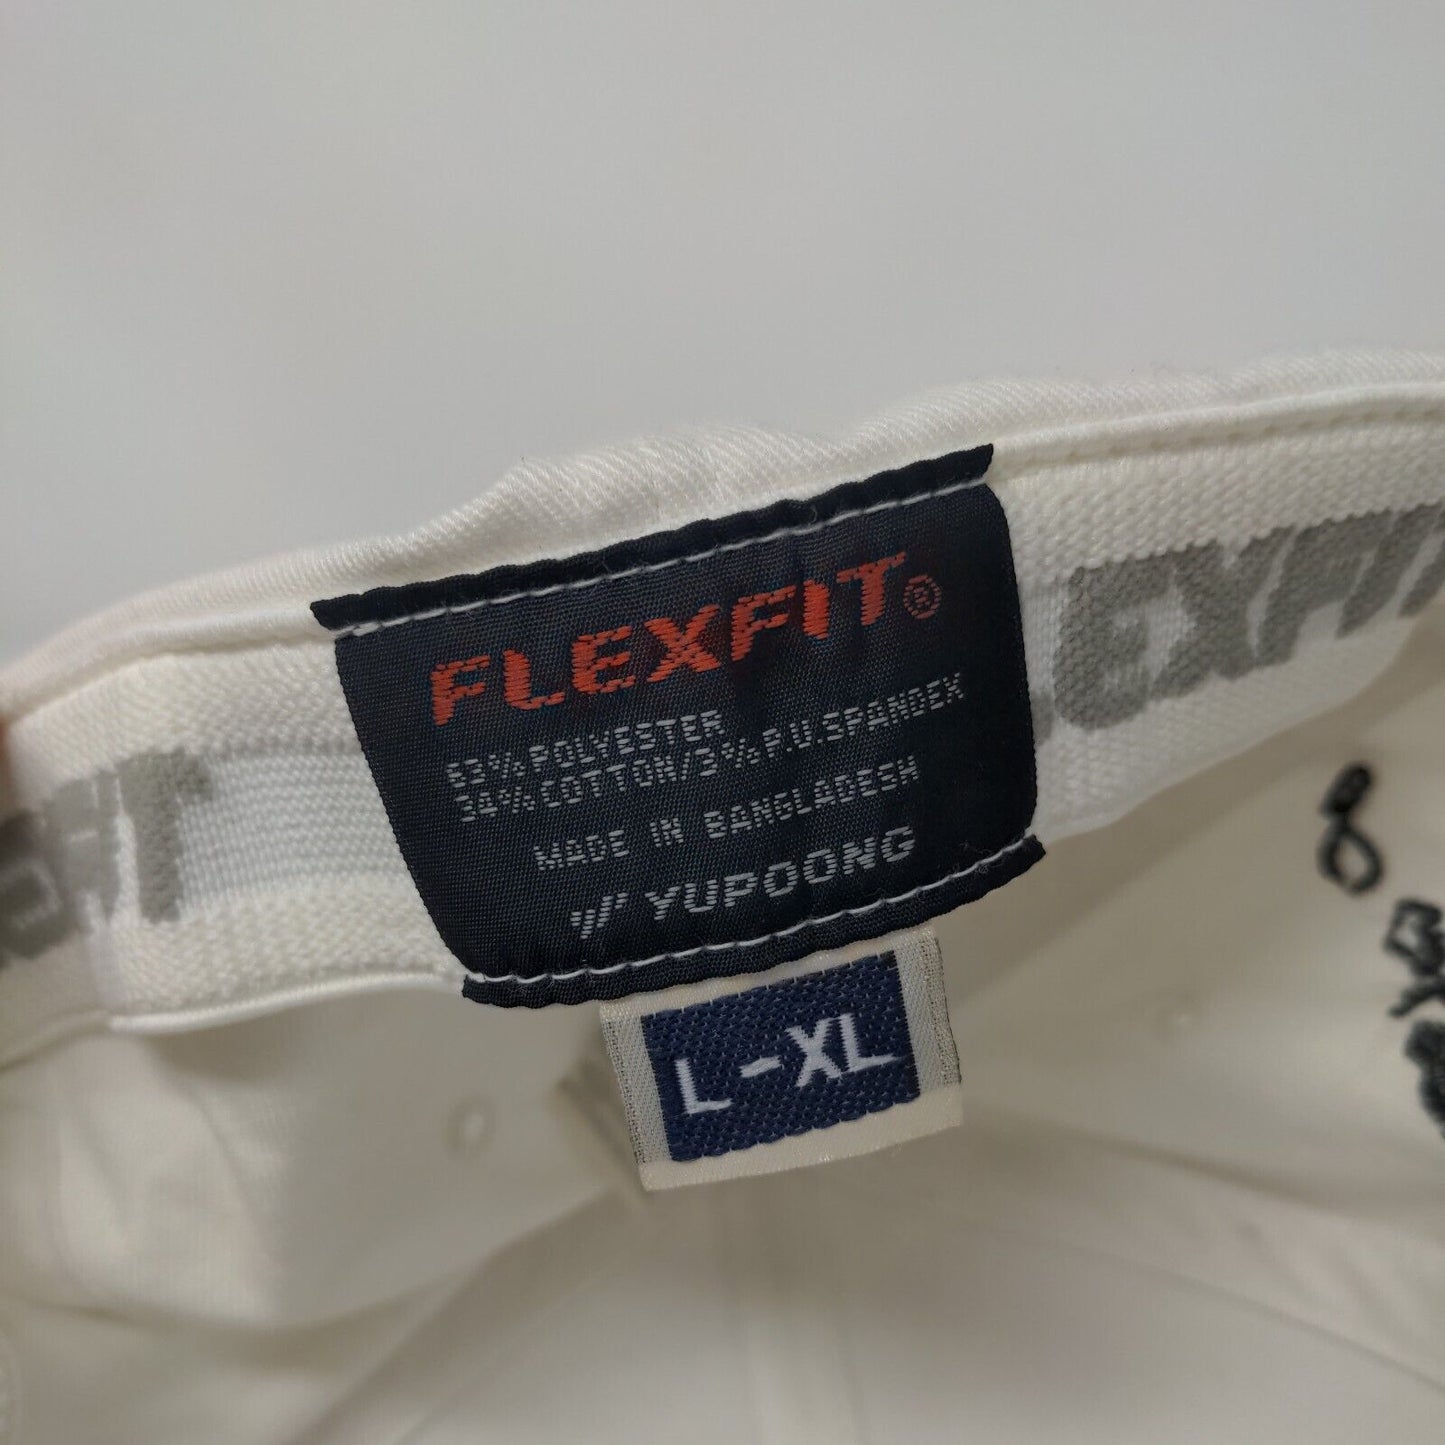 FLEXFIT®
63% POLYESTER
34% COTTON/3% P.U.SPANDEX
MADE IN BANGLADESH
YUPOONG
L-XL